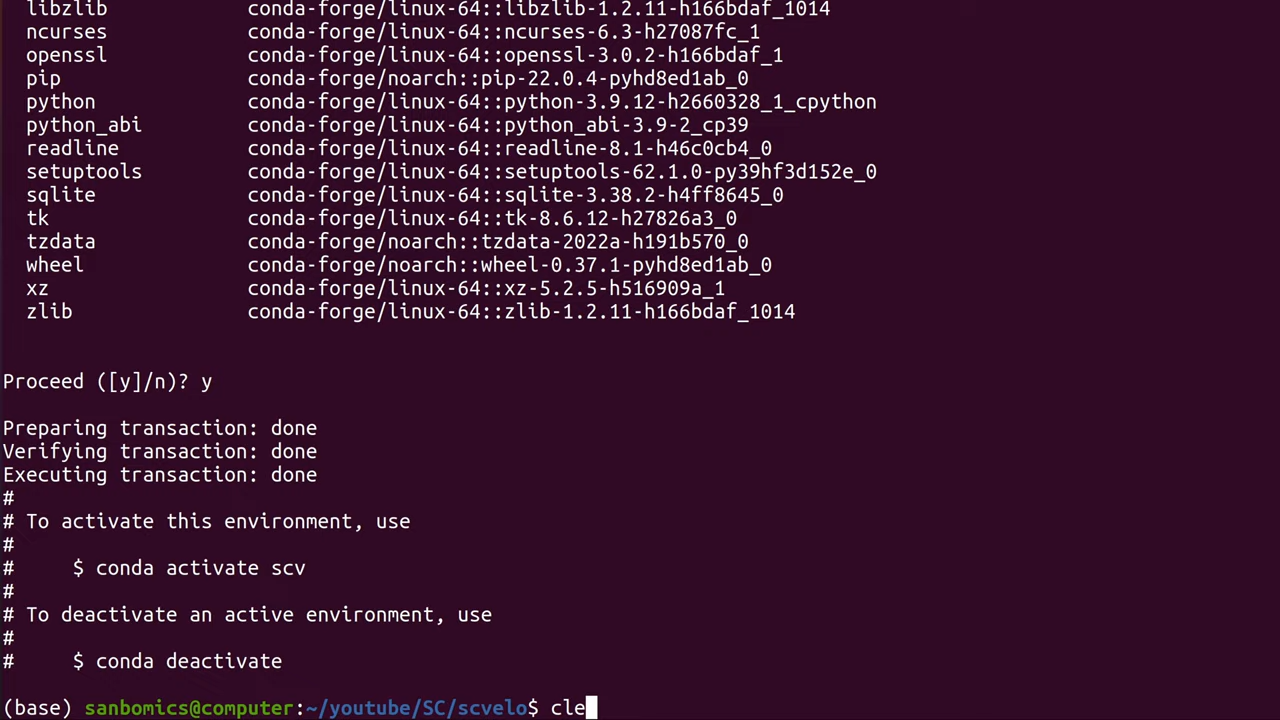 libzlib conda-forge/linux-64::libzlib-1.2.11-h166bdaf_1014
ncurses conda-forge/linux-64::ncurses-6.3-h27087fc_1
openssl conda-forge/linux-64::openssl-3.0.2-h166bdaf_1
pip conda-forge/noarch::pip-22.0.4-pyhd8ed1ab_0
python conda-forge/linux-64::python-3.9.12-h2660328_1_cpython
python_abi conda-forge/linux-64::python_abi-3.9-2_cp39
readline conda-forge/linux-64::readline-8.1-h46c0cb4_0
setuptools conda-forge/linux-64::setuptools-62.1.0-py39hf3d152e_0
sqlite conda-forge/linux-64::sqlite-3.38.2-h4ff8645_0
tk conda-forge/linux-64::tk-8.6.12-h27826a3_0
tzdata conda-forge/noarch::tzdata-2022a-h191b570_0
wheel conda-forge/noarch::wheel-0.37.1-pyhd8ed1ab_0
xz conda-forge/linux-64::xz-5.2.5-h516909a_1
zlib conda-forge/linux-64::zlib-1.2.11-h166bdaf_1014
Proceed ([y]/n)? y
Preparing transaction: done
Verifying transaction: done
Executing transaction: done
#
# To activate this environment, use
#
# $ conda activate scv
#
# To deactivate an active environment, use
#
# $ conda deactivate
(base) sanbomics@computer:~/youtube/SC/scvelo$ cle